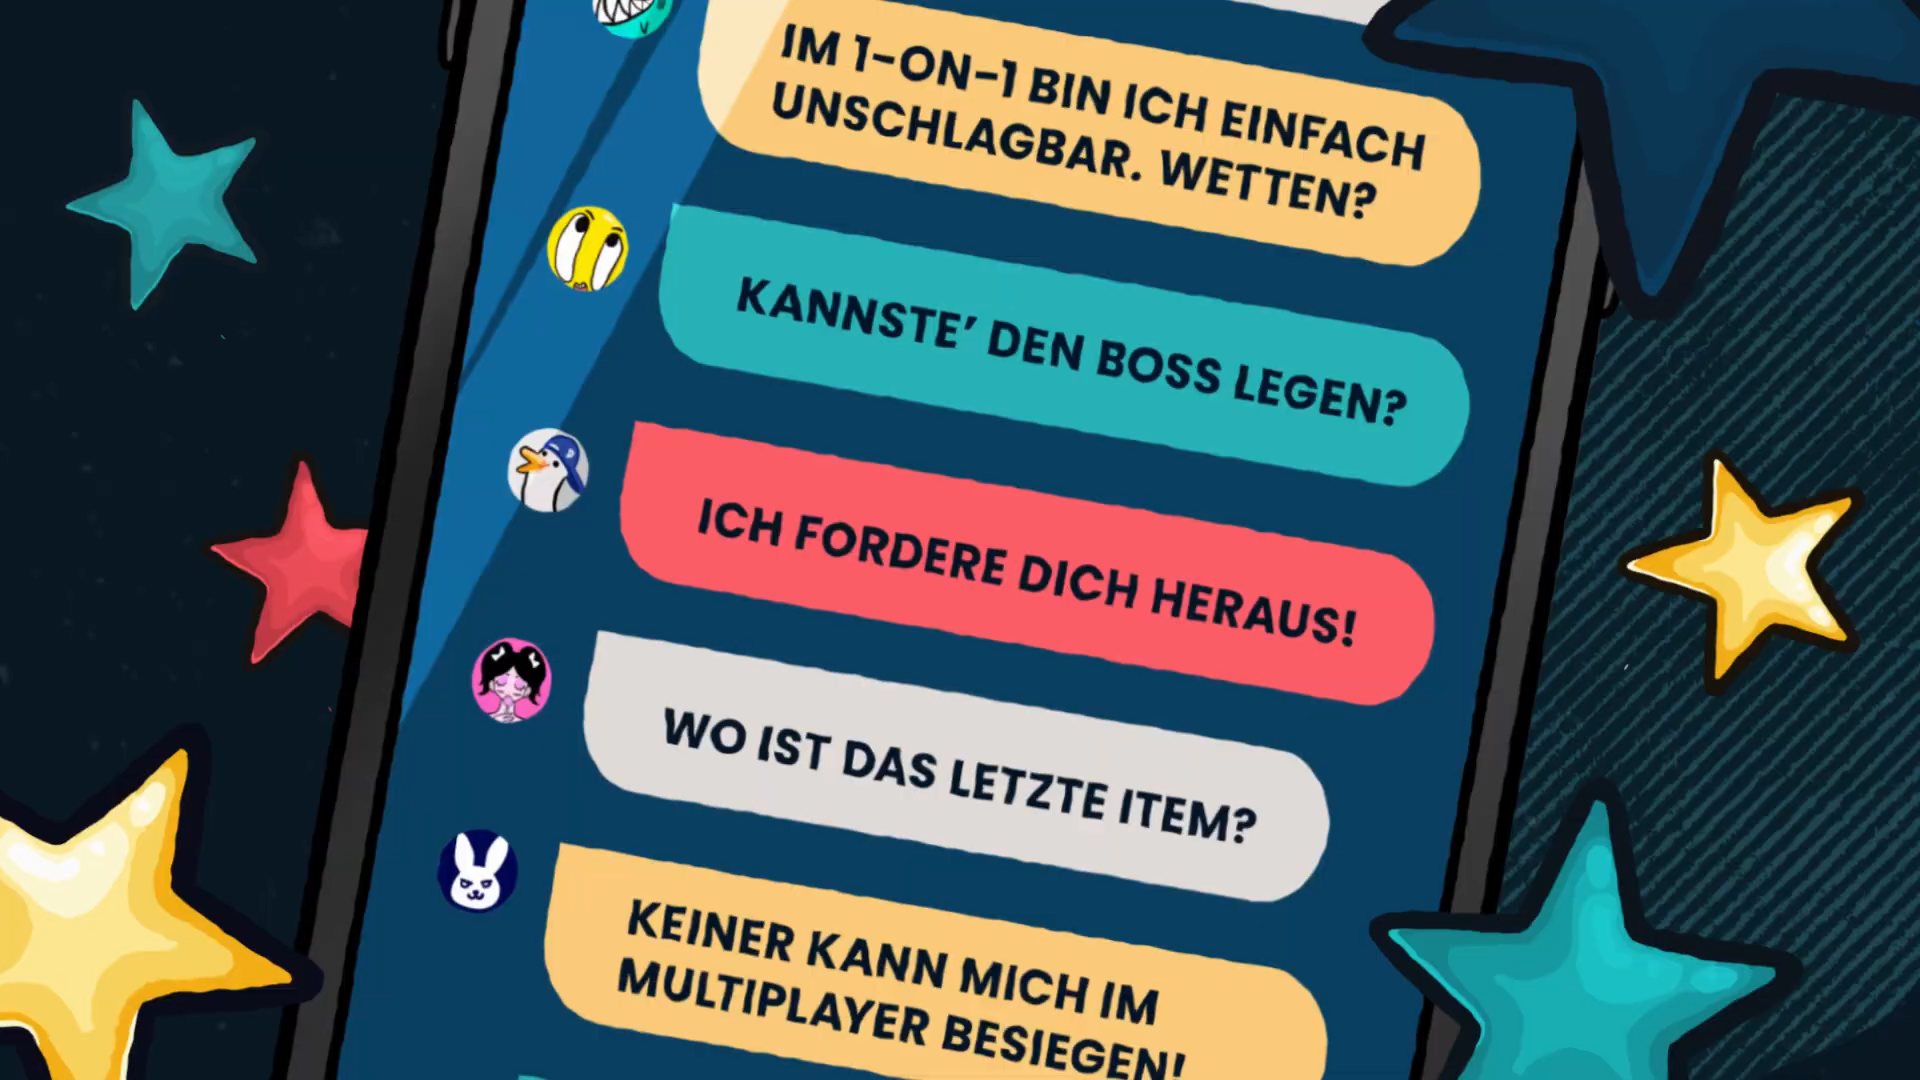 IM 1-ON-1 BIN ICH EINFACH
UNSCHLAGBAR. WETTEN?
KANNSTE’ DEN BOSS LEGEN?
ICH FORDERE DICH HERAUS!
WO IST DAS LETZTE ITEM?
KEINER KANN MICH IM
MULTIPLAYER BESIEGEN!